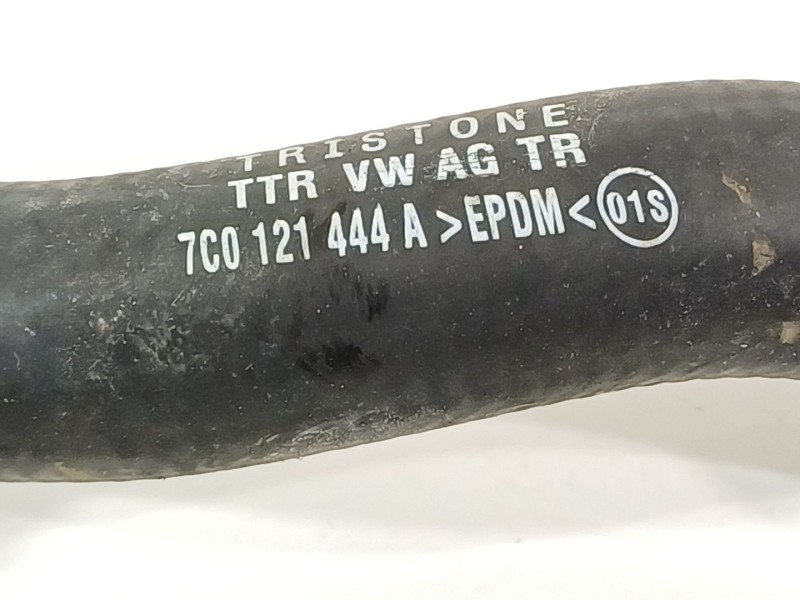 TRISTONE
TTR VW AG TR
7C0 121 444 A >EPDM< 01S